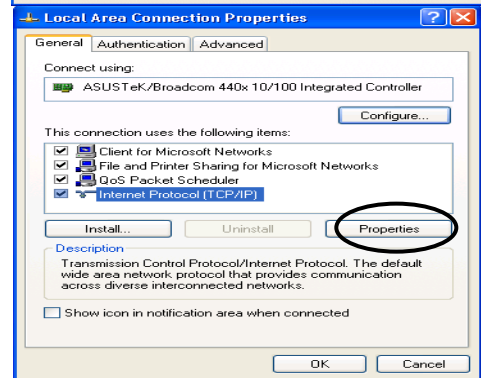 Local Area Connection Properties
General Authentication Advanced
Connect using:
ASUSTeK/Broadcom 440x 10/100 Integrated Controller
Configure...
This connection uses the following items:
Client for Microsoft Networks
File and Printer Sharing for Microsoft Networks
QoS Packet Scheduler
Internet Protocol (TCP/IP)
Install... Uninstall Properties
Description
Transmission Control Protocol/Internet Protocol. The default
wide area network protocol that provides communication
across diverse interconnected networks.
Show icon in notification area when connected
OK Cancel